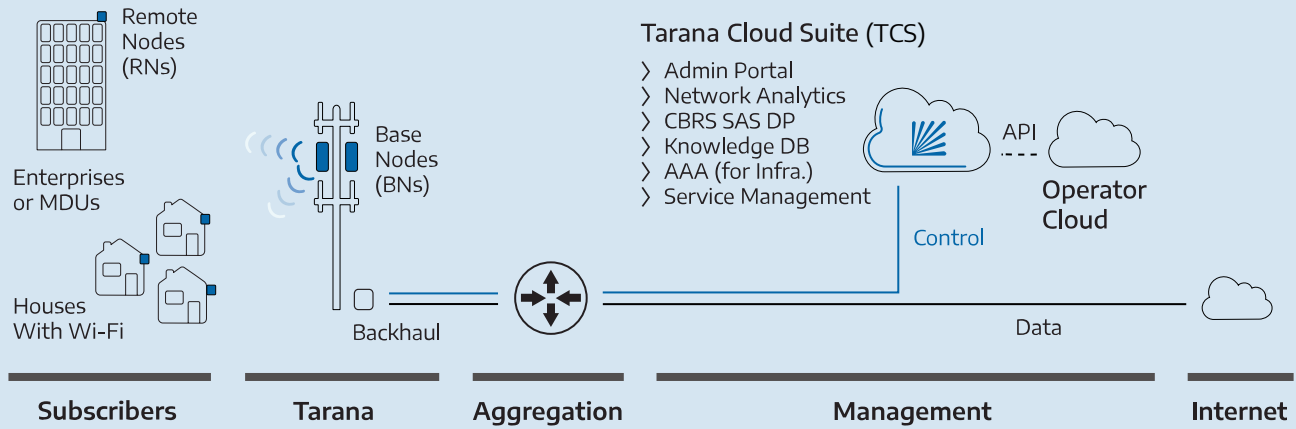 Remote
Nodes
(RNs)
Enterprises
or MDUs
Houses
With Wi-Fi
Base
Nodes
(BNs)
Backhaul
Tarana Cloud Suite (TCS)
〉 Admin Portal
〉 Network Analytics
〉 CBRS SAS DP
〉 Knowledge DB
〉 AAA (for Infra.)
〉 Service Management
API
Operator
Cloud
Control
Data
Subscribers
Tarana
Aggregation
Management
Internet